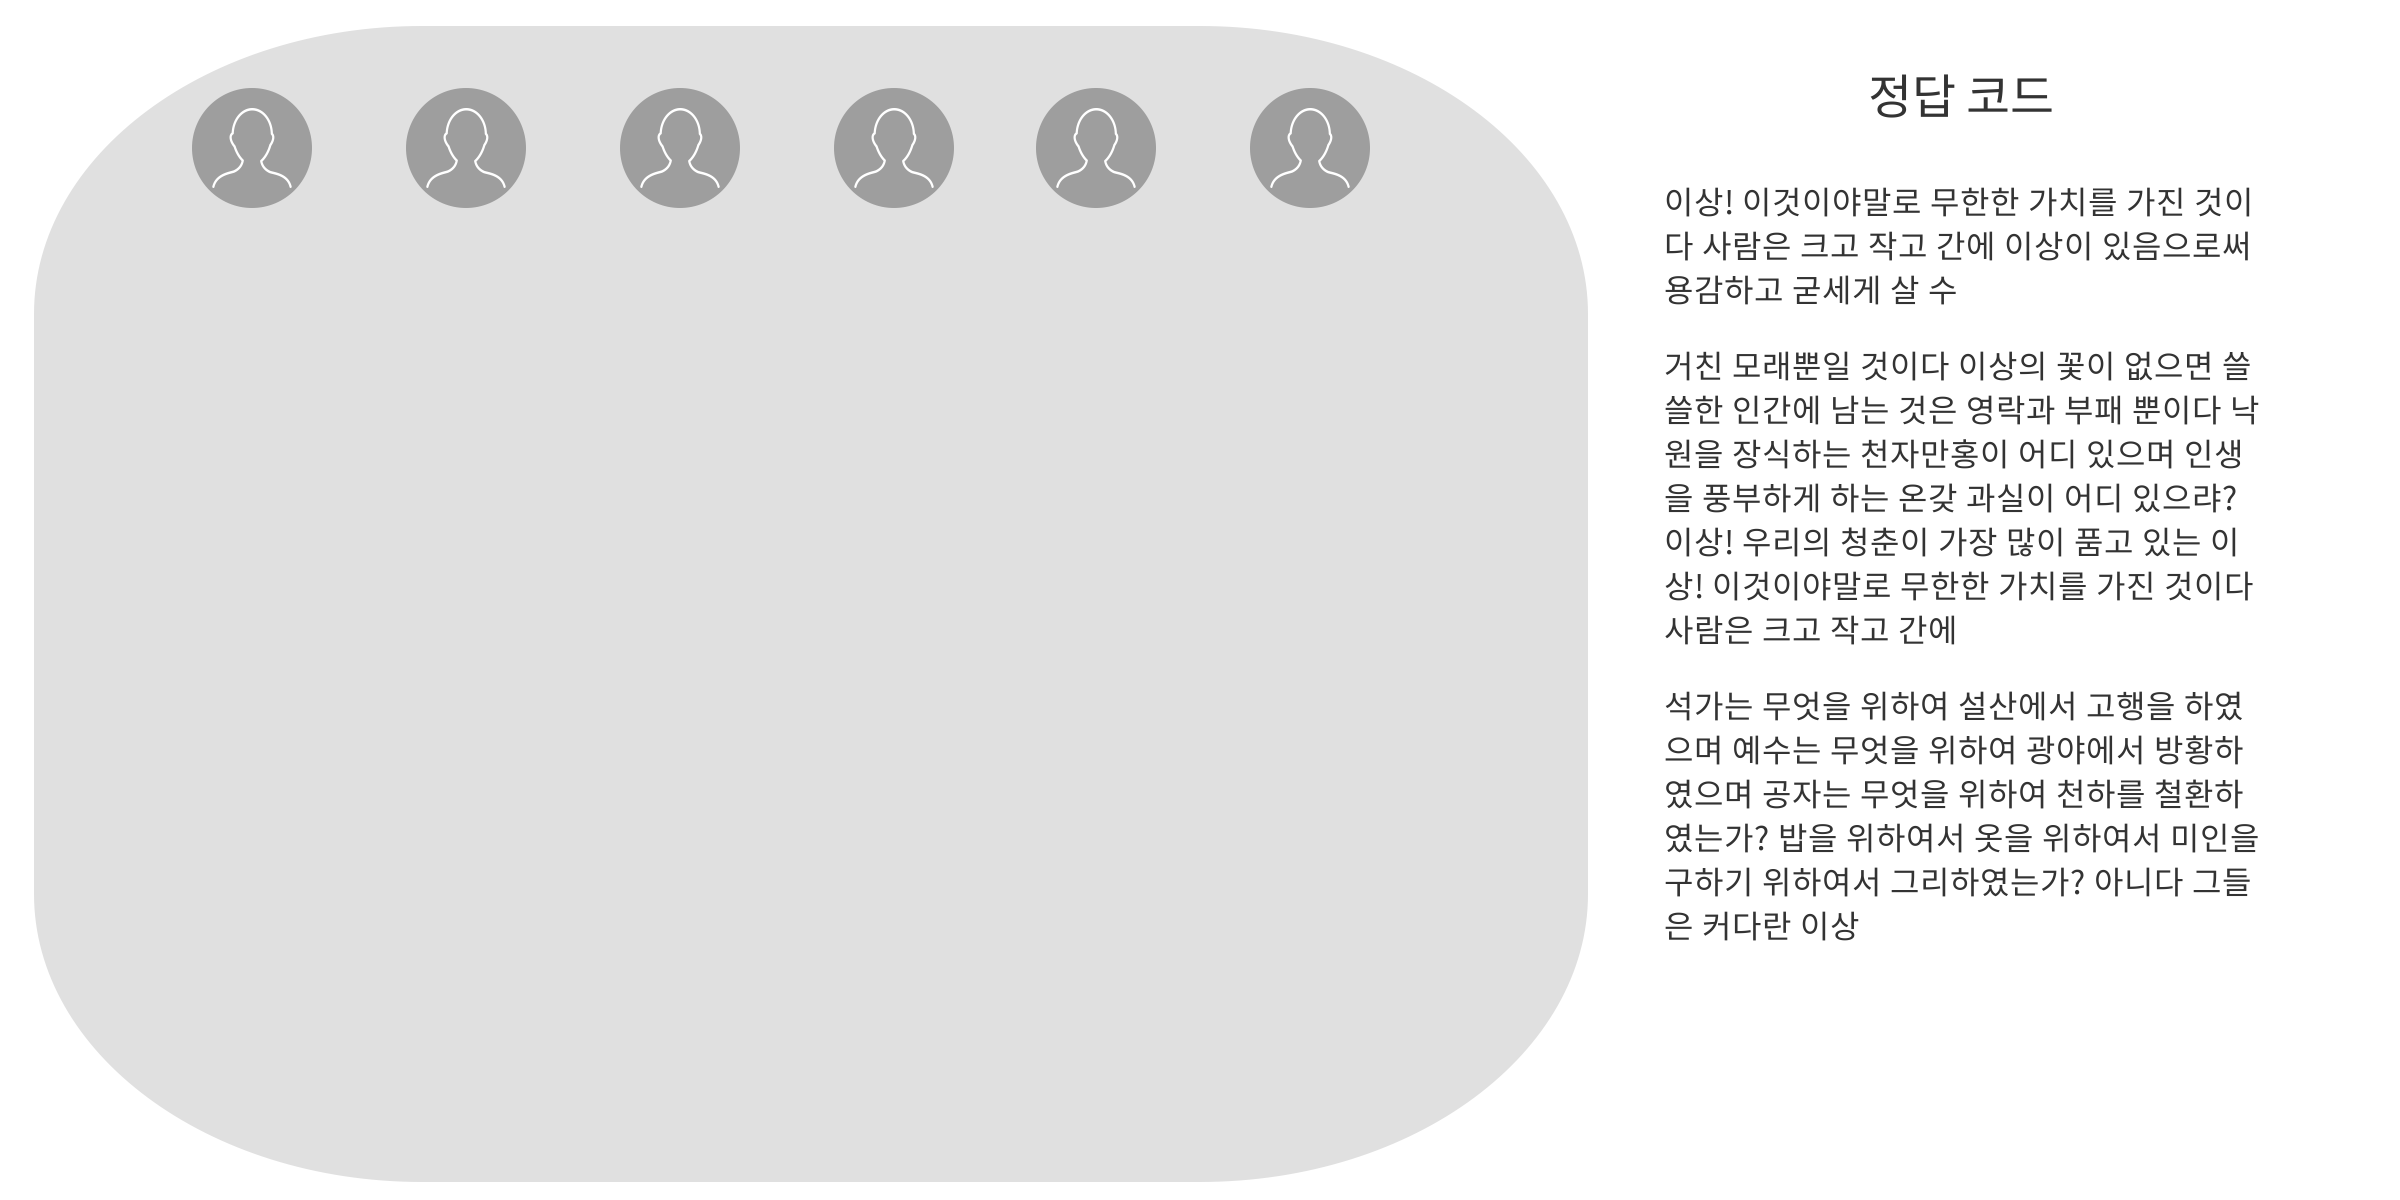 정답 코드
이상! 이것이야말로 무한한 가치를 가진 것이
다 사람은 크고 작고 간에 이상이 있음으로써
용감하고 굳세게 살 수
거친 모래뿐일 것이다 이상의 꽃이 없으면 쓸
쓸한 인간에 남는 것은 영락과 부패 뿐이다 낙
원을 장식하는 천자만홍이 어디 있으며 인생
을 풍부하게 하는 온갖 과실이 어디 있으랴?
이상! 우리의 청춘이 가장 많이 품고 있는 이
상! 이것이야말로 무한한 가치를 가진 것이다
사람은 크고 작고 간에
석가는 무엇을 위하여 설산에서 고행을 하였
으며 예수는 무엇을 위하여 광야에서 방황하
였으며 공자는 무엇을 위하여 천하를 철환하
였는가? 밥을 위하여서 옷을 위하여서 미인을
구하기 위하여서 그리하였는가? 아니다 그들
은 커다란 이상